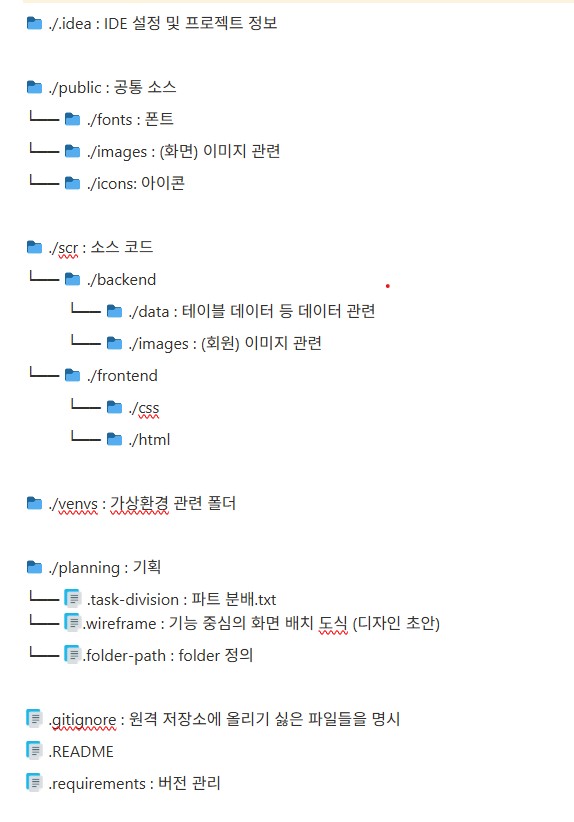 ./.idea : IDE 설정 및 프로젝트 정보
./public : 공통 소스
./fonts : 폰트
./images : (화면) 이미지 관련
./icons: 아이콘
./scr : 소스 코드
./backend
./data : 테이블 데이터 등 데이터 관련
./images : (회원) 이미지 관련
./frontend
./css
./html
./venvs : 가상환경 관련 폴더
./planning : 기획
.task-division : 파트 분배.txt
.wireframe : 기능 중심의 화면 배치 도식 (디자인 초안)
.folder-path : folder 정의
.gitignore : 원격 저장소에 올리기 싫은 파일들을 명시
.README
.requirements : 버전 관리